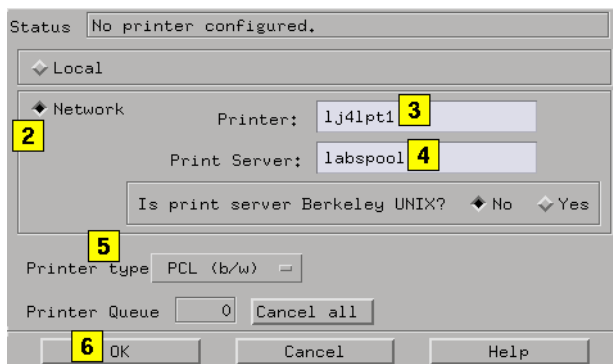 Status No printer configured.
Local
Network
2
Printer: lj4lpt1 3
Print Server: labspool 4
Is print server Berkeley UNIX? No Yes
5
Printer type PCL (b/w)
Printer Queue 0 Cancel all
6 OK Cancel Help